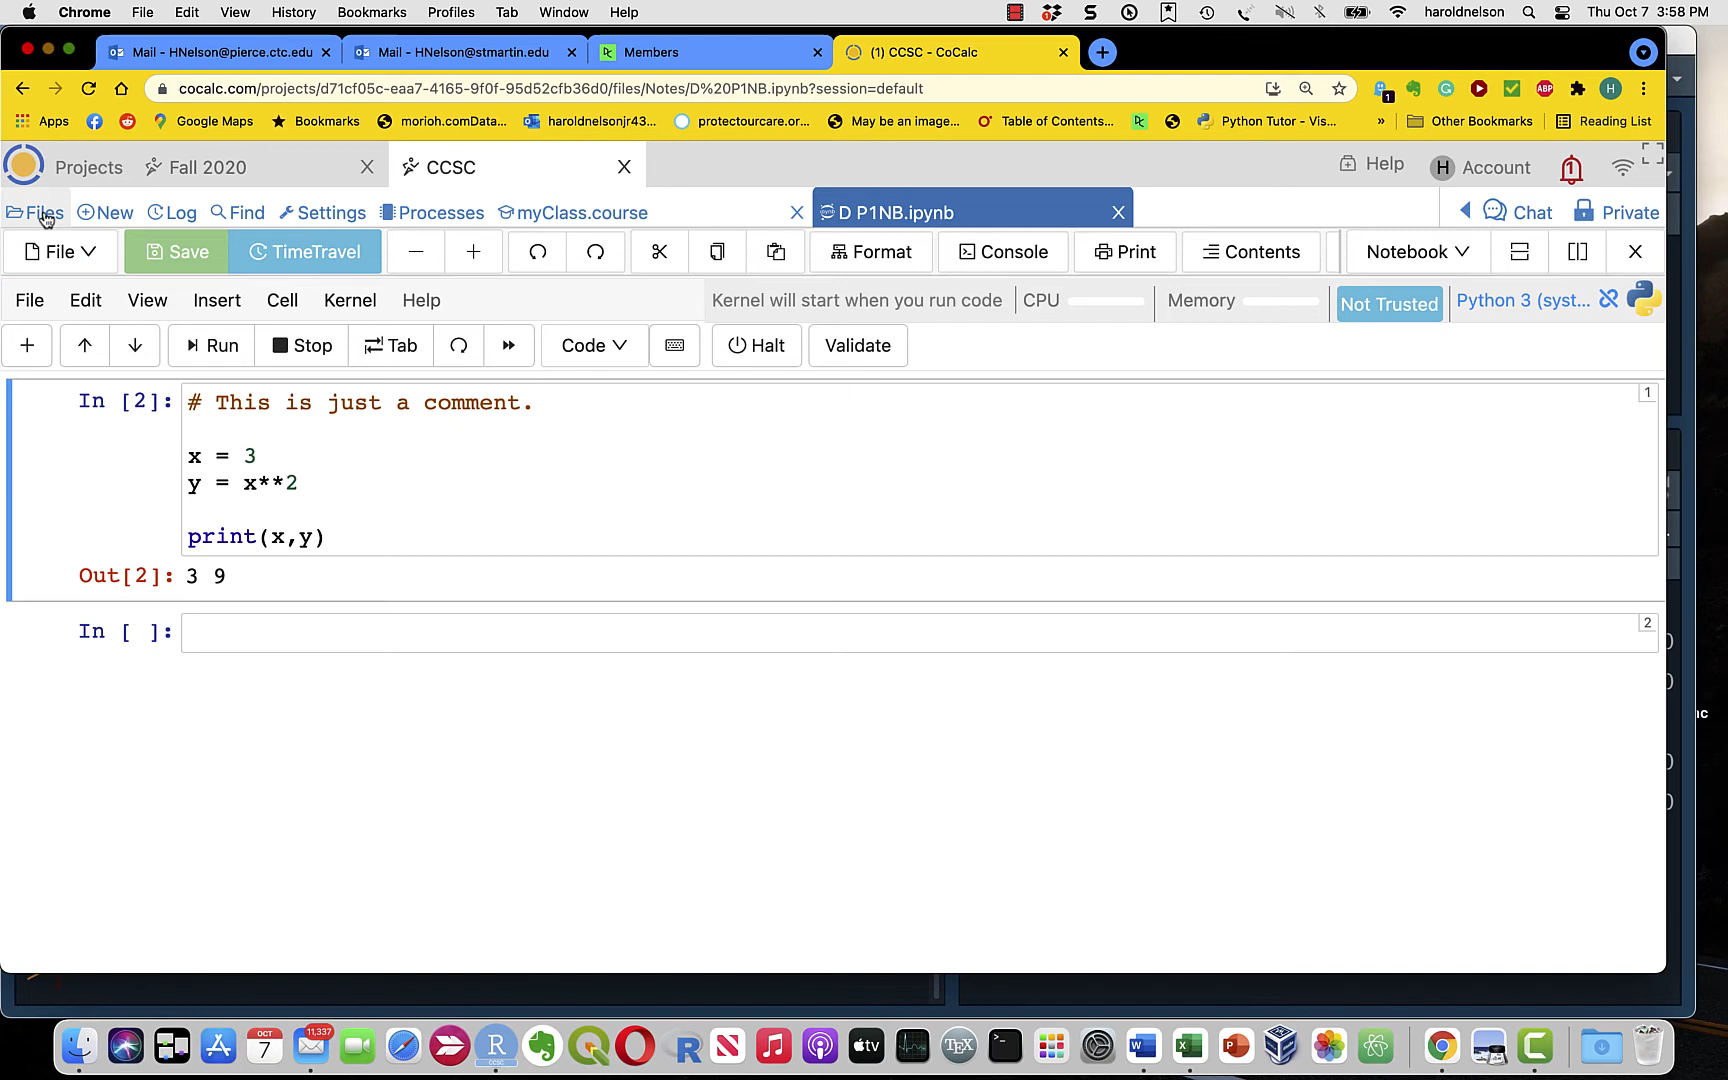 Chrome File Edit View History Bookmarks Profiles Tab Window Help haroldnelson Thu Oct 7 3:58 PM
Mail - HNelson@pierce.ctc.edu Mail - HNelson@stmartin.edu Members (1) CCSC - CoCalc
cocalc.com/projects/d71cf05c-eaa7-4165-9f0f-95d52cfb36d0/files/Notes/D%20P1NB.ipynb?session=default
Apps Google Maps Bookmarks morioh.comData... haroldnelsonjr43... protectourcare.or... May be an image... Table of Contents... Python Tutor - Vis... » Other Bookmarks Reading List
Projects Fall 2020 CCSC Help H Account 1
Files New Log Find Settings Processes myClass.course D P1NB.ipynb Chat Private
File Save TimeTravel Format Console Print Contents Notebook
File Edit View Insert Cell Kernel Help Kernel will start when you run code CPU Memory Not Trusted Python 3 (syst...
Run Stop Tab Code Halt Validate
In [2]: # This is just a comment. 1
x = 3
y = x**2
print(x,y)
Out[2]: 3 9
In [ ]: 2
OCT 7 11,337 tv TEX